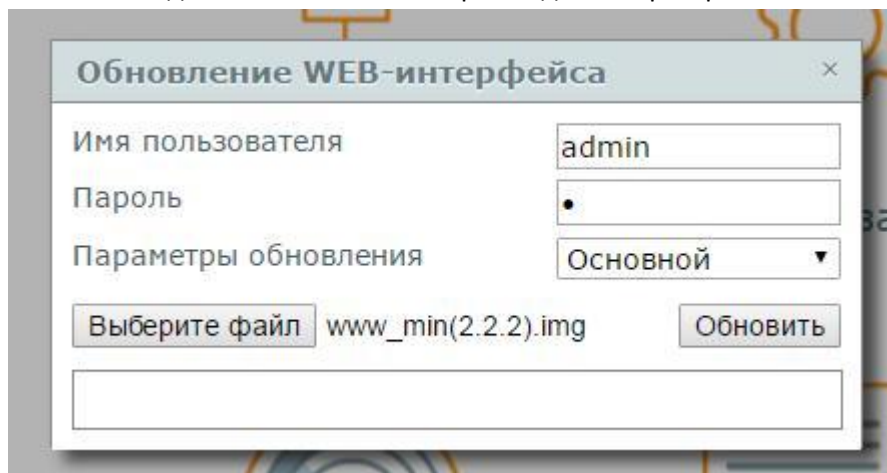 Обновление WEB-интерфейса ×
Имя пользователя admin
Пароль •
Параметры обновления Основной ▼
Выберите файл www_min(2.2.2).img Обновить